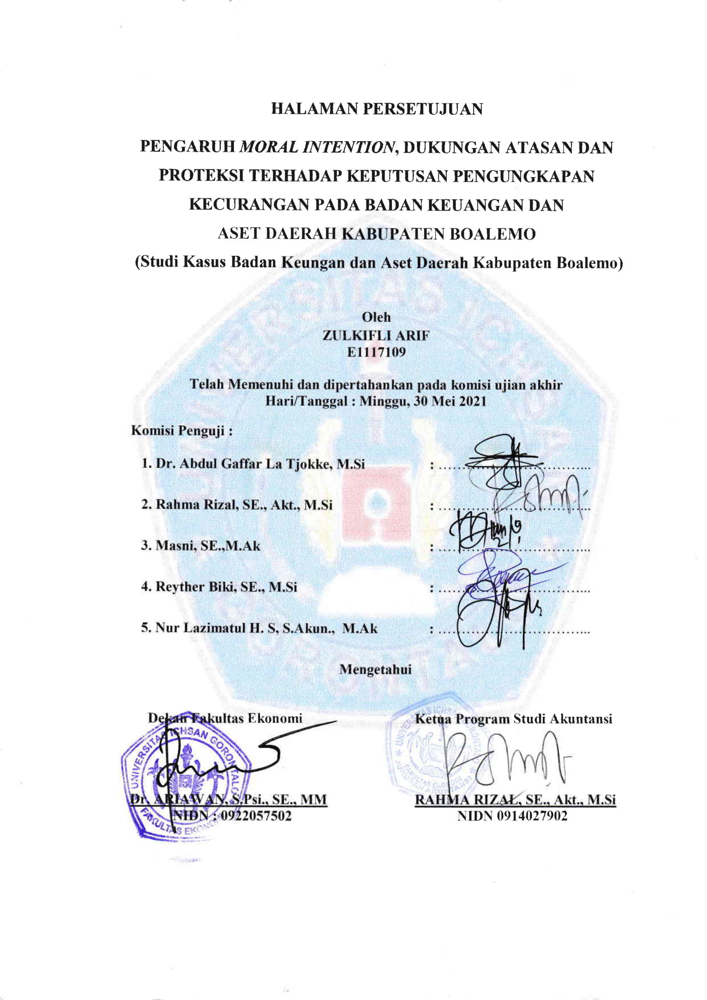 HALAMAN PERSETUJUAN
PENGARUH MORAL INTENTION, DUKUNGAN ATASAN DAN
PROTEKSI TERHADAP KEPUTUSAN PENGUNGKAPAN
KECURANGAN PADA BADAN KEUANGAN DAN
ASET DAERAH KABUPATEN BOALEMO
(Studi Kasus Badan Keungan dan Aset Daerah Kabupaten Boalemo)
Oleh
ZULKIFLI ARIF
E1117109
Telah Memenuhi dan dipertahankan pada komisi ujian akhir
Hari/Tanggal : Minggu, 30 Mei 2021
Komisi Penguji :
1. Dr. Abdul Gaffar La Tjokke, M.Si : ....................................
2. Rahma Rizal, SE., Akt., M.Si : ....................................
3. Masni, SE.,M.Ak : ....................................
4. Reyther Biki, SE., M.Si : ....................................
5. Nur Lazimatul H. S, S.Akun., M.Ak : ....................................
Mengetahui
Dekan Fakultas Ekonomi Ketua Program Studi Akuntansi
UNIVERSITAS ICHSAN GORONTALO
FAKULTAS EKONOMI
Dr. ARIAWAN, S.Psi., SE., MM RAHMA RIZAL, SE., Akt., M.Si
NIDN : 0922057502 NIDN 0914027902